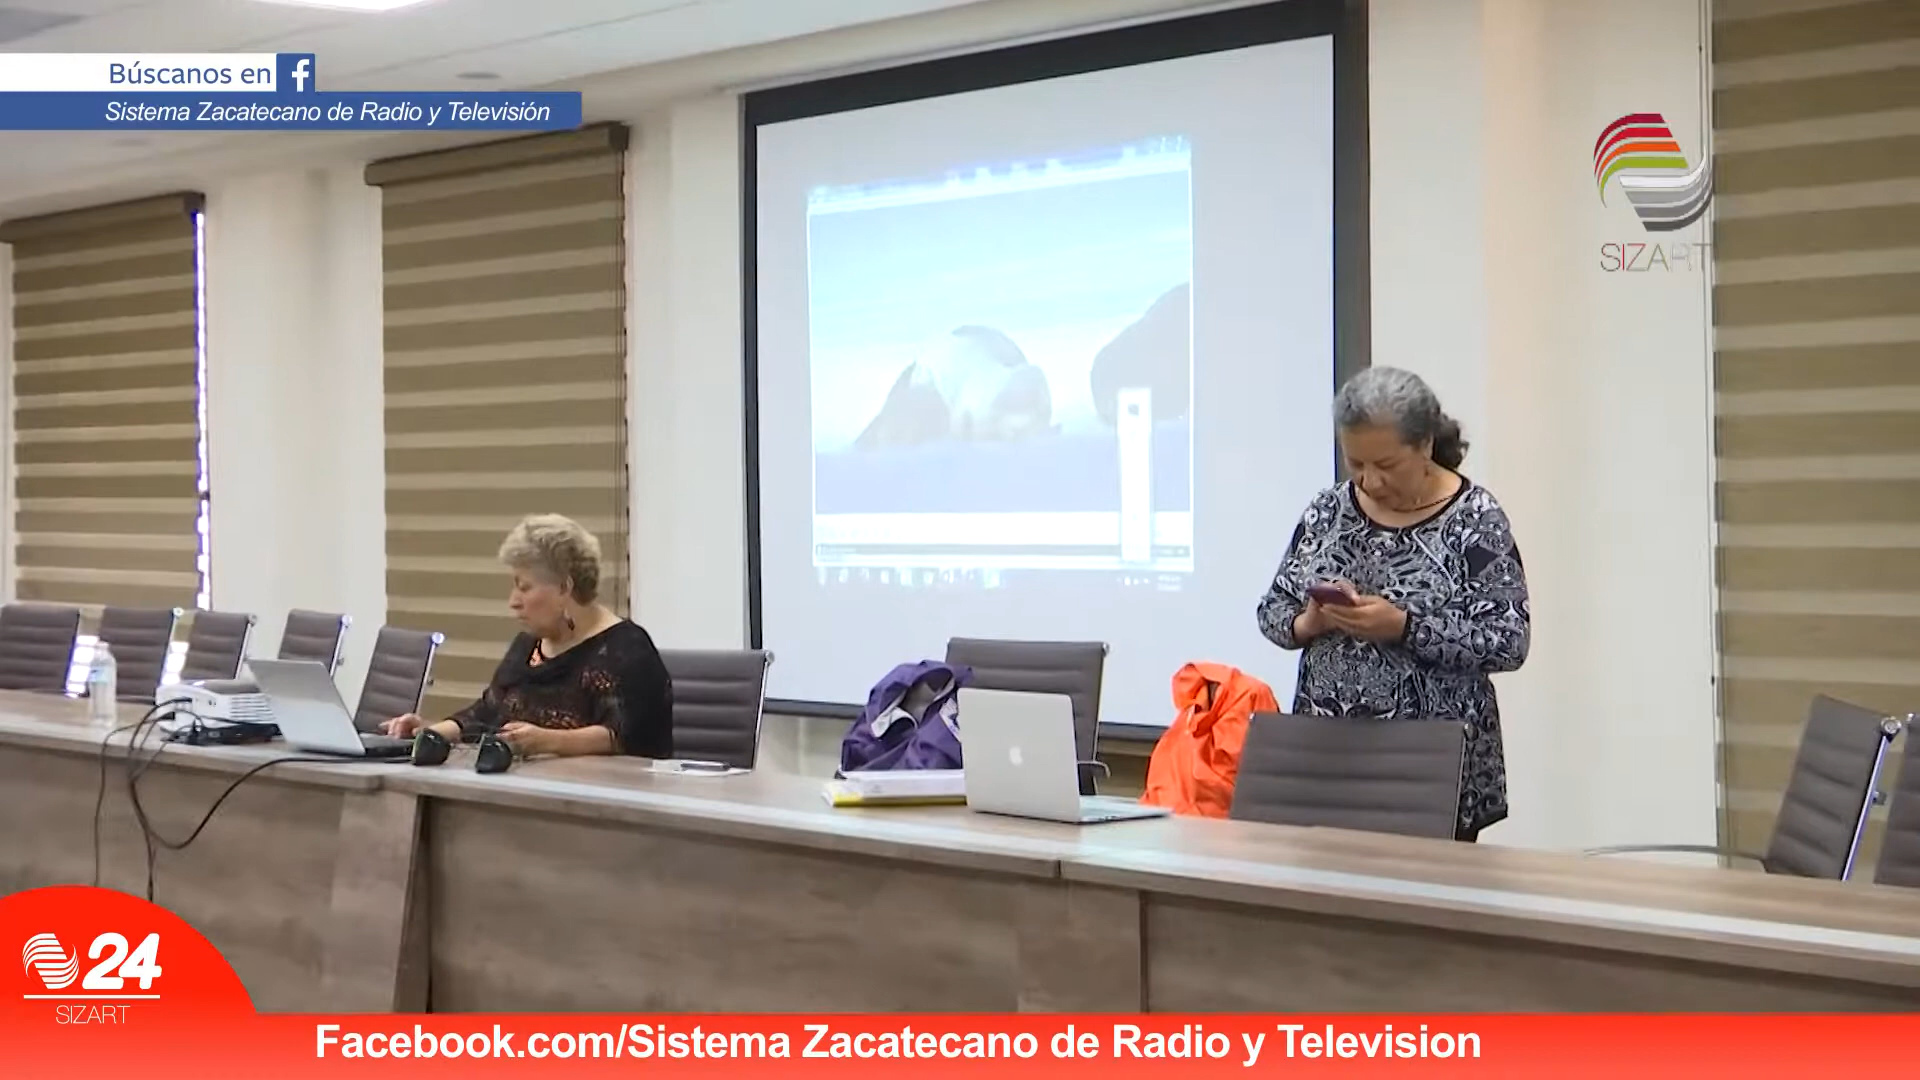 Búscanos en f
Sistema Zacatecano de Radio y Televisión
SIZART
24
SIZART
Facebook.com/Sistema Zacatecano de Radio y Television